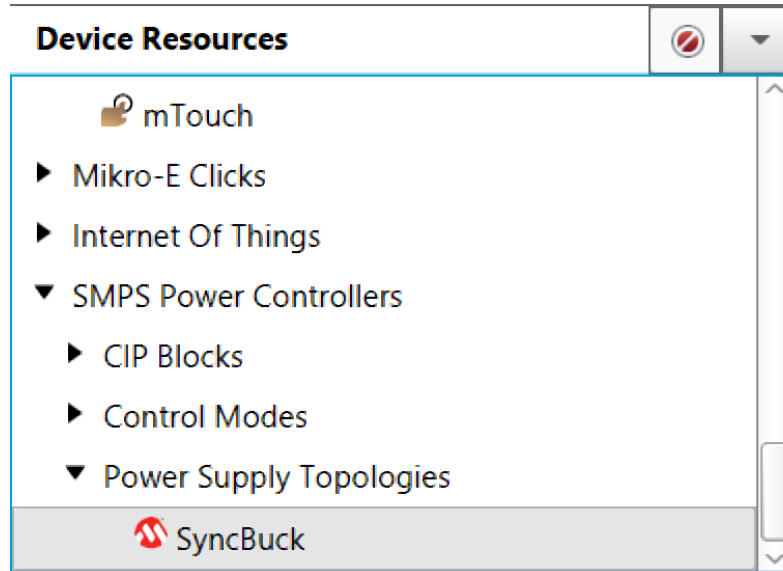 Device Resources
mTouch
Mikro-E Clicks
Internet Of Things
SMPS Power Controllers
CIP Blocks
Control Modes
Power Supply Topologies
SyncBuck